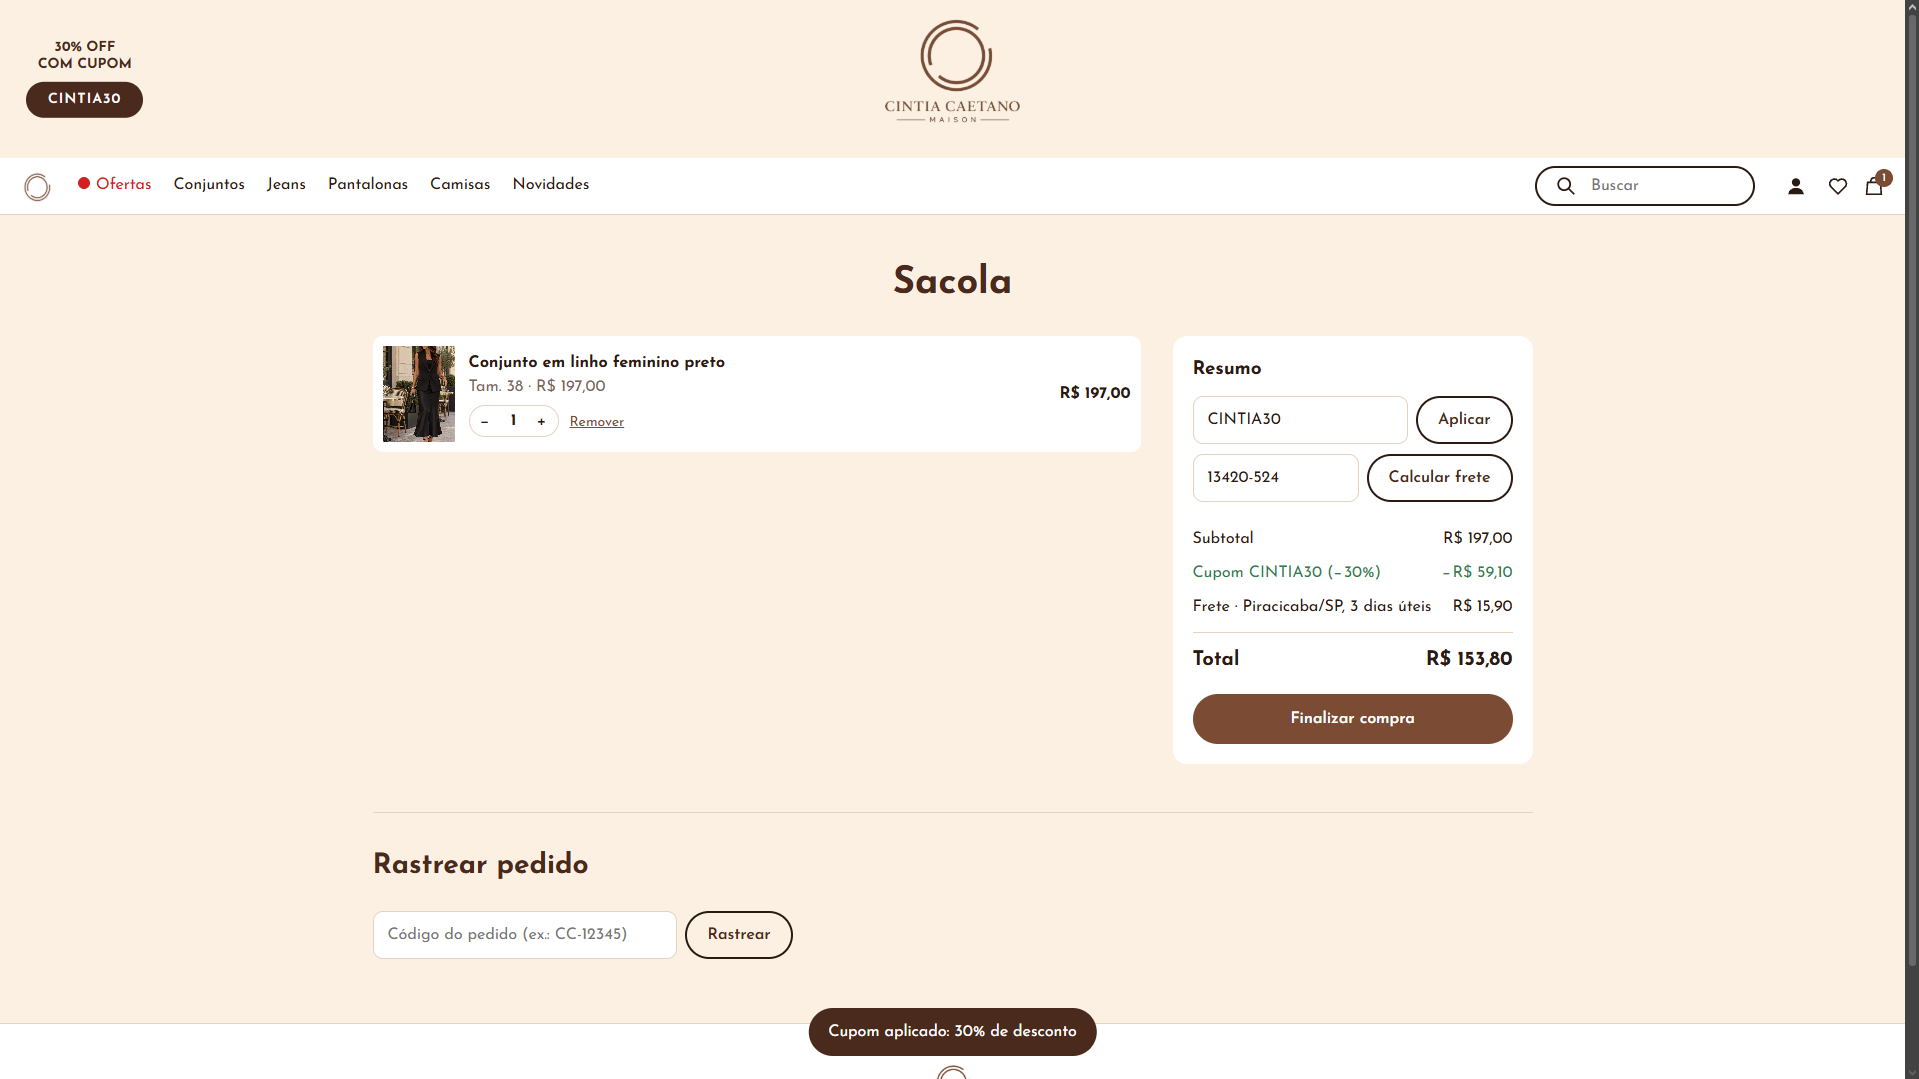 30% OFF
COM CUPOM
CINTIA30
CINTIA CAETANO
MAISON
Ofertas
Conjuntos
Jeans
Pantalonas
Camisas
Novidades
Buscar
1
Sacola
Conjunto em linho feminino preto
Tam. 38 · R$ 197,00
− 1 +
Remover
R$ 197,00
Resumo
CINTIA30
Aplicar
13420-524
Calcular frete
Subtotal R$ 197,00
Cupom CINTIA30 (−30%) −R$ 59,10
Frete · Piracicaba/SP, 3 dias úteis R$ 15,90
Total R$ 153,80
Finalizar compra
Rastrear pedido
Código do pedido (ex.: CC-12345)
Rastrear
Cupom aplicado: 30% de desconto